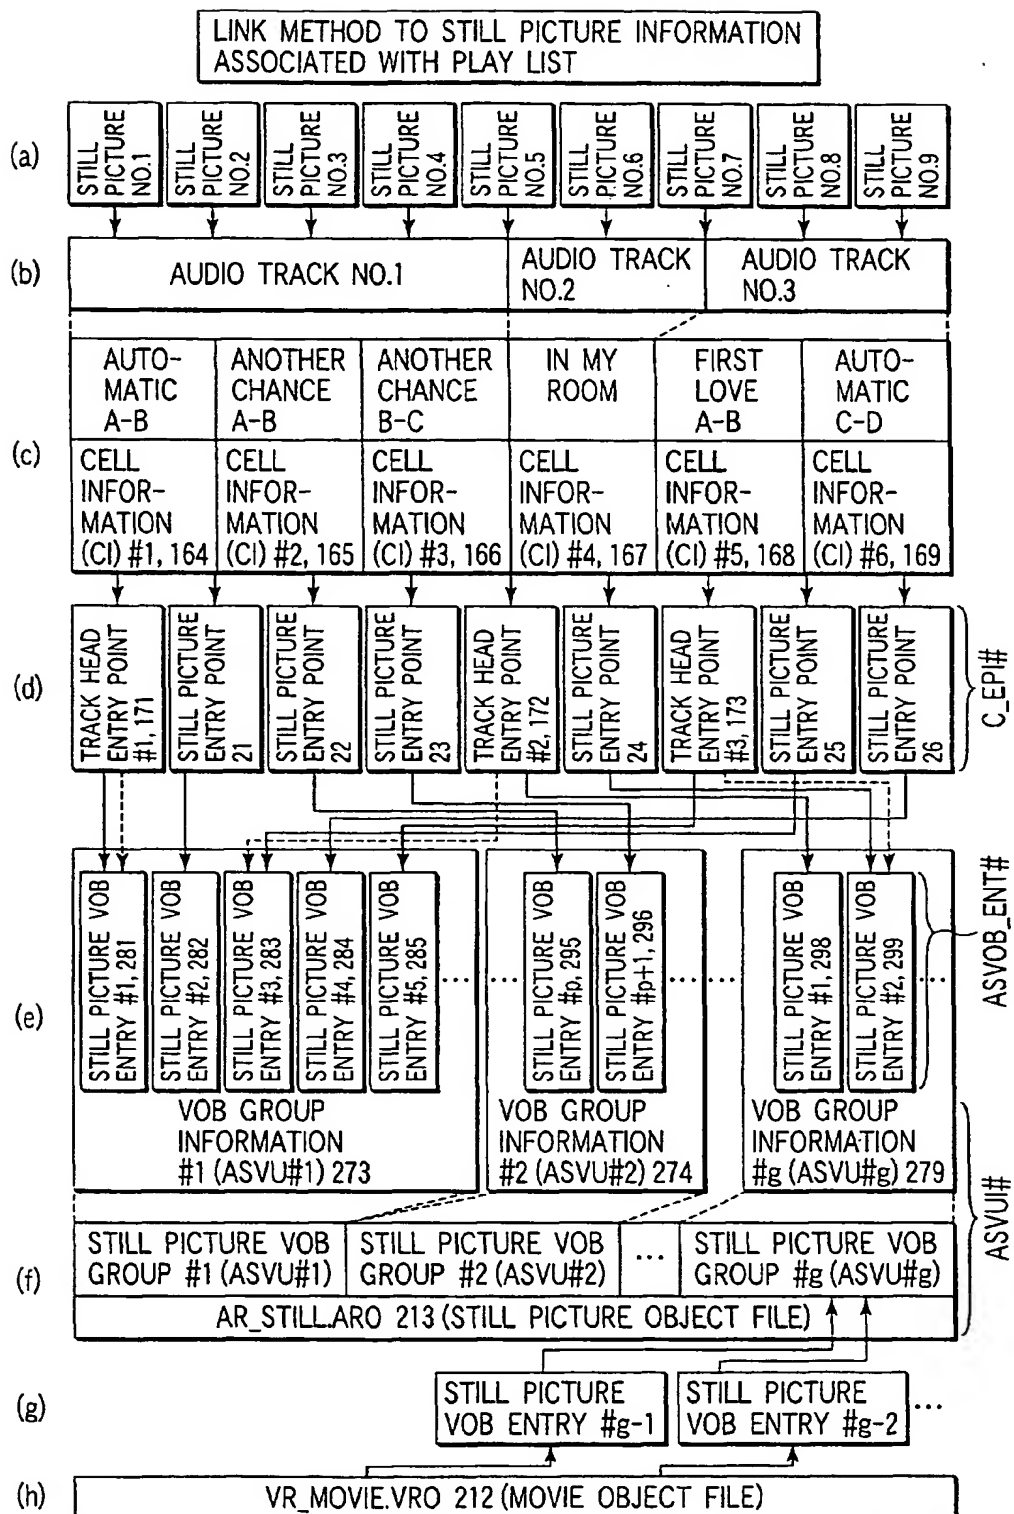 LINK METHOD TO STILL PICTURE INFORMATION
ASSOCIATED WITH PLAY LIST
(a)
STILL
PICTURE
NO.1
STILL
PICTURE
NO.2
STILL
PICTURE
NO.3
STILL
PICTURE
NO.4
STILL
PICTURE
NO.5
STILL
PICTURE
NO.6
STILL
PICTURE
NO.7
STILL
PICTURE
NO.8
STILL
PICTURE
NO.9
(b)
AUDIO TRACK NO.1
AUDIO TRACK
NO.2
AUDIO TRACK
NO.3
(c)
AUTO-
MATIC
A-B
ANOTHER
CHANCE
A-B
ANOTHER
CHANCE
B-C
IN MY
ROOM
FIRST
LOVE
A-B
AUTO-
MATIC
C-D
CELL
INFOR-
MATION
(CI) #1, 164
CELL
INFOR-
MATION
(CI) #2, 165
CELL
INFOR-
MATION
(CI) #3, 166
CELL
INFOR-
MATION
(CI) #4, 167
CELL
INFOR-
MATION
(CI) #5, 168
CELL
INFOR-
MATION
(CI) #6, 169
(d)
TRACK HEAD
ENTRY POINT
#1, 171
STILL PICTURE
ENTRY POINT
21
STILL PICTURE
ENTRY POINT
22
STILL PICTURE
ENTRY POINT
23
TRACK HEAD
ENTRY POINT
#2, 172
STILL PICTURE
ENTRY POINT
24
TRACK HEAD
ENTRY POINT
#3, 173
STILL PICTURE
ENTRY POINT
25
STILL PICTURE
ENTRY POINT
26
C_EPI#
(e)
STILL PICTURE VOB
ENTRY #1, 281
STILL PICTURE VOB
ENTRY #2, 282
STILL PICTURE VOB
ENTRY #3, 283
STILL PICTURE VOB
ENTRY #4, 284
STILL PICTURE VOB
ENTRY #5, 285
STILL PICTURE VOB
ENTRY #p, 295
STILL PICTURE VOB
ENTRY #p+1, 296
STILL PICTURE VOB
ENTRY #1, 298
STILL PICTURE VOB
ENTRY #2, 299
ASVOB_ENT#
VOB GROUP
INFORMATION
#1 (ASVU#1) 273
VOB GROUP
INFORMATION
#2 (ASVU#2) 274
VOB GROUP
INFORMATION
#g (ASVU#g) 279
ASVUI#
(f)
STILL PICTURE VOB
GROUP #1 (ASVU#1)
STILL PICTURE VOB
GROUP #2 (ASVU#2)
...
STILL PICTURE VOB
GROUP #g (ASVU#g)
AR_STILL.ARO 213 (STILL PICTURE OBJECT FILE)
(g)
STILL PICTURE
VOB ENTRY #g-1
STILL PICTURE
VOB ENTRY #g-2
...
(h)
VR_MOVIE.VRO 212 (MOVIE OBJECT FILE)